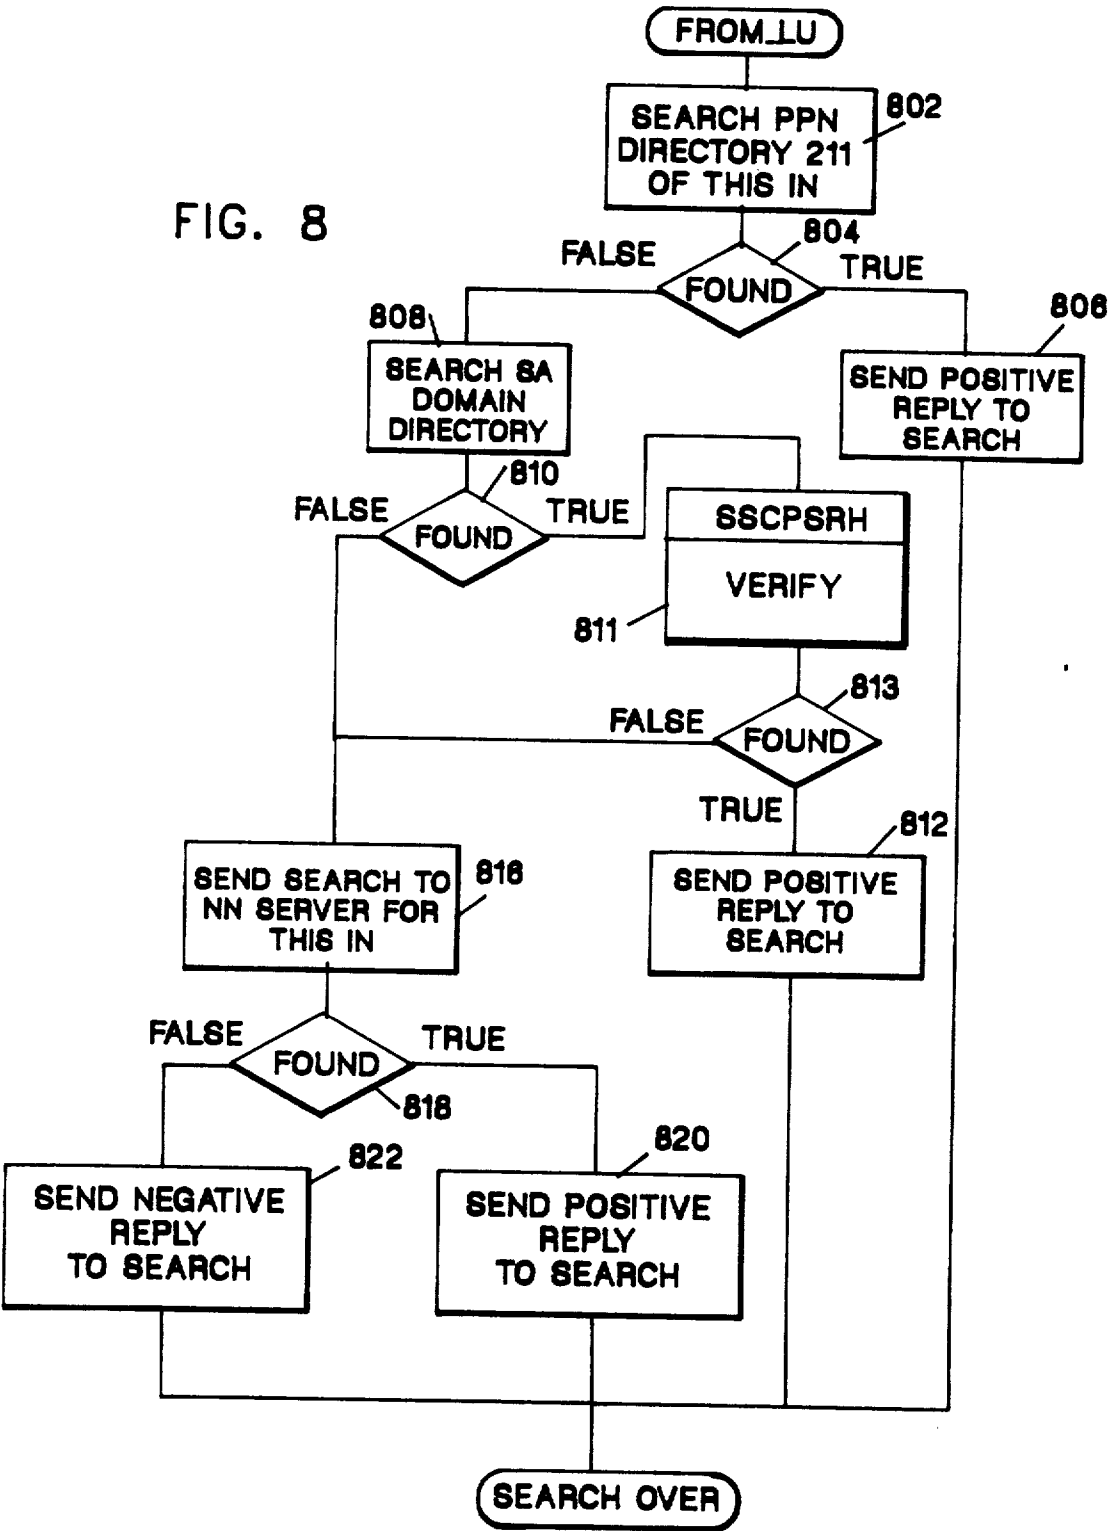 FROM_LU
SEARCH PPN
DIRECTORY 211
OF THIS IN
802
FIG. 8
804
FALSE
FOUND
TRUE
806
808
SEARCH SA
DOMAIN
DIRECTORY
SEND POSITIVE
REPLY TO
SEARCH
810
FALSE
FOUND
TRUE
SSCPSRH
VERIFY
811
813
FALSE
FOUND
TRUE
812
SEND SEARCH TO
NN SERVER FOR
THIS IN
816
SEND POSITIVE
REPLY TO
SEARCH
FALSE
FOUND
TRUE
818
822
820
SEND NEGATIVE
REPLY
TO SEARCH
SEND POSITIVE
REPLY
TO SEARCH
SEARCH OVER